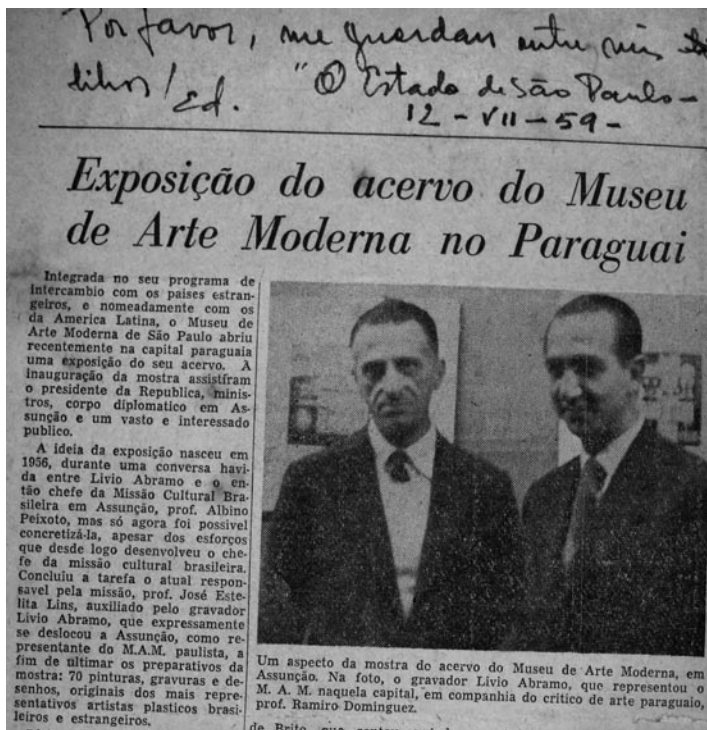 Por favor, me guardan entre mis
Ed. "O Estado de São Paulo -
12 - VII - 59 -
Exposição do acervo do Museu
de Arte Moderna no Paraguai
Integrada no seu programa de
intercambio com os paises estran-
geiros, e nomeadamente com os
da America Latina, o Museu de
Arte Moderna de São Paulo abriu
recentemente na capital paraguaia
uma exposição do seu acervo. A
inauguração da mostra assistiram
o presidente da Republica, minis-
tros, corpo diplomatico em As-
sunção e um vasto e interessado
publico.
A ideia da exposição nasceu em
1956, durante uma conversa havi-
da entre Livio Abramo e o en-
tão chefe da Missão Cultural Bra-
sileira em Assunção, prof. Albino
Peixoto, mas só agora foi possivel
concretizá-la, apesar dos esforços
que desde logo desenvolveu o che-
fe da missão cultural brasileira.
Concluiu a tarefa o atual respon-
savel pela missão, prof. José Este-
lita Lins, auxiliado pelo gravador
Livio Abramo, que expressamente
se deslocou a Assunção, como re-
presentante do M.A.M. paulista, a
fim de ultimar os preparativos da
mostra: 70 pinturas, gravuras e de-
senhos, originais dos mais repre-
sentativos artistas plasticos brasi-
leiros e estrangeiros.
Um aspecto da mostra do acervo do Museu de Arte Moderna, em
Assunção. Na foto, o gravador Livio Abramo, que representou o
M. A. M. naquela capital, em companhia do critico de arte paraguaio,
prof. Ramiro Dominguez.
de Brito, que